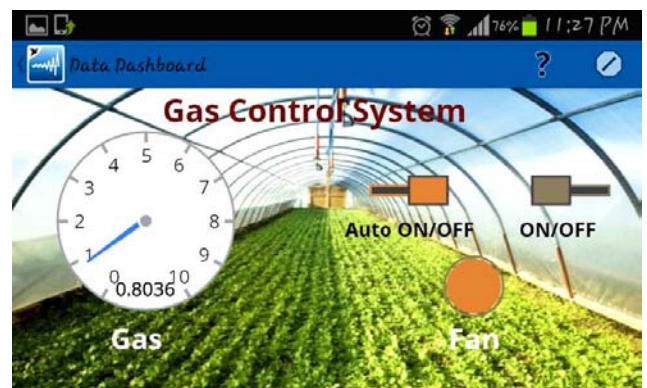 76% 11:27 PM
Data Dashboard ?
Gas Control System
0 1 2 3 4 5 6 7 8 9 10
0.8036
Auto ON/OFF ON/OFF
Gas Fan